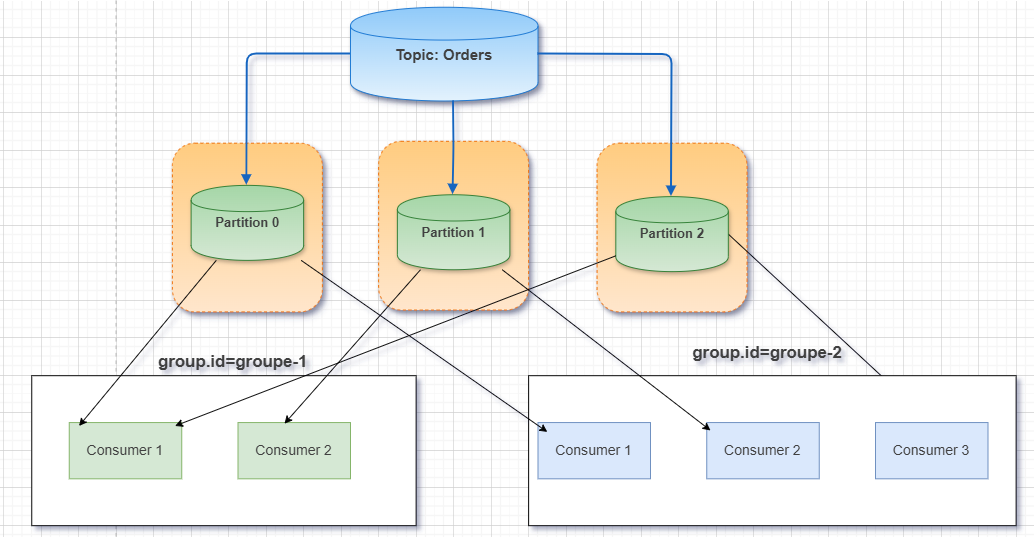 Topic: Orders
Partition 0
Partition 1
Partition 2
group.id=groupe-1
group.id=groupe-2
Consumer 1
Consumer 2
Consumer 1
Consumer 2
Consumer 3